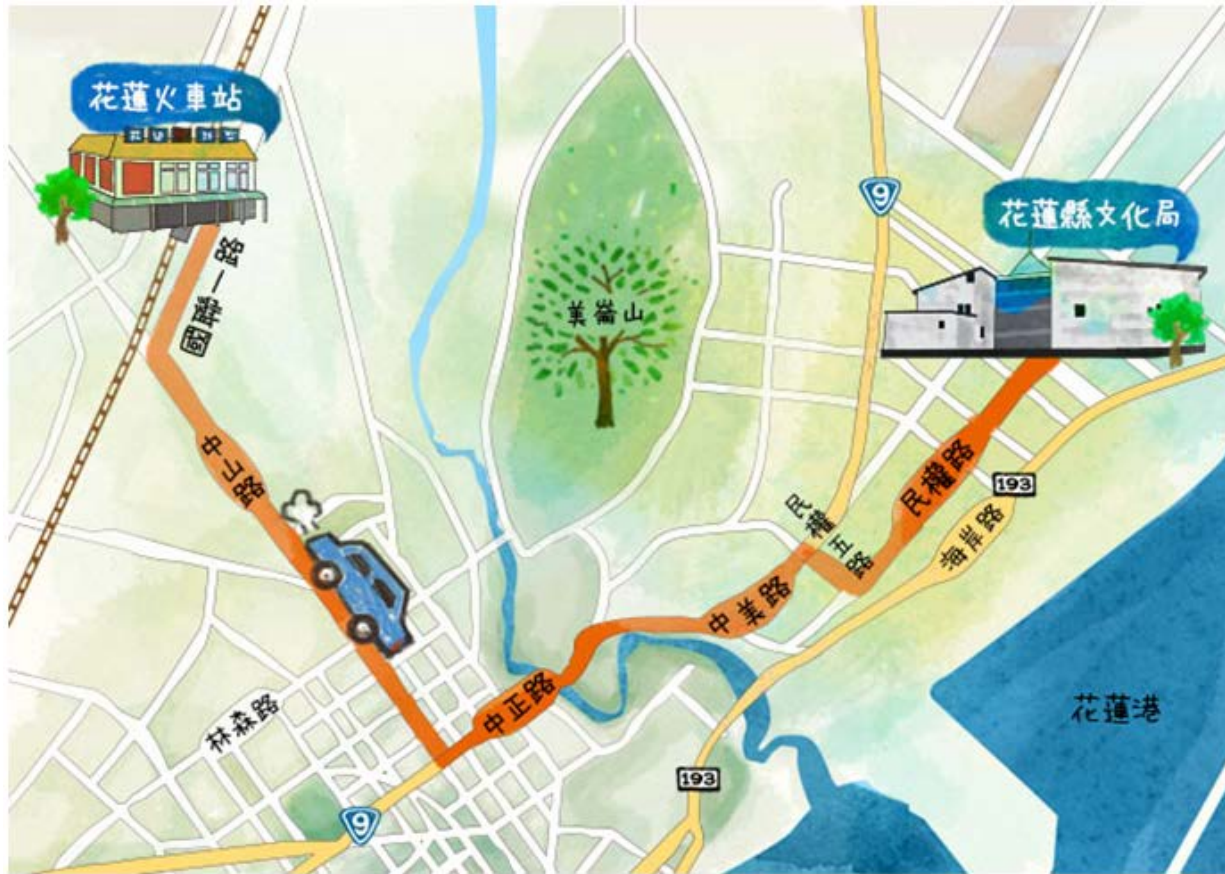 花蓮火車站
國聯一路
9
花蓮縣文化局
美崙山
中山路
193
民權路
民權五路
海岸路
中美路
中正路
花蓮港
林森路
193
9